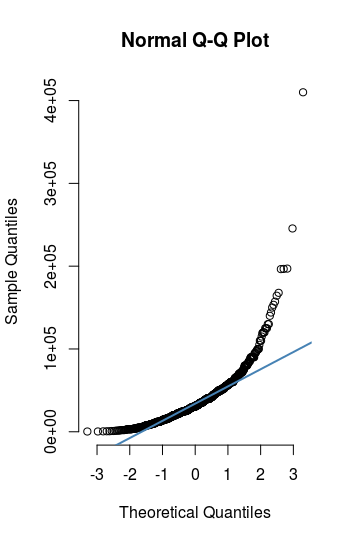 Normal Q-Q Plot
Sample Quantiles
4e+05
3e+05
2e+05
1e+05
0e+00
-3 -2 -1 0 1 2 3
Theoretical Quantiles